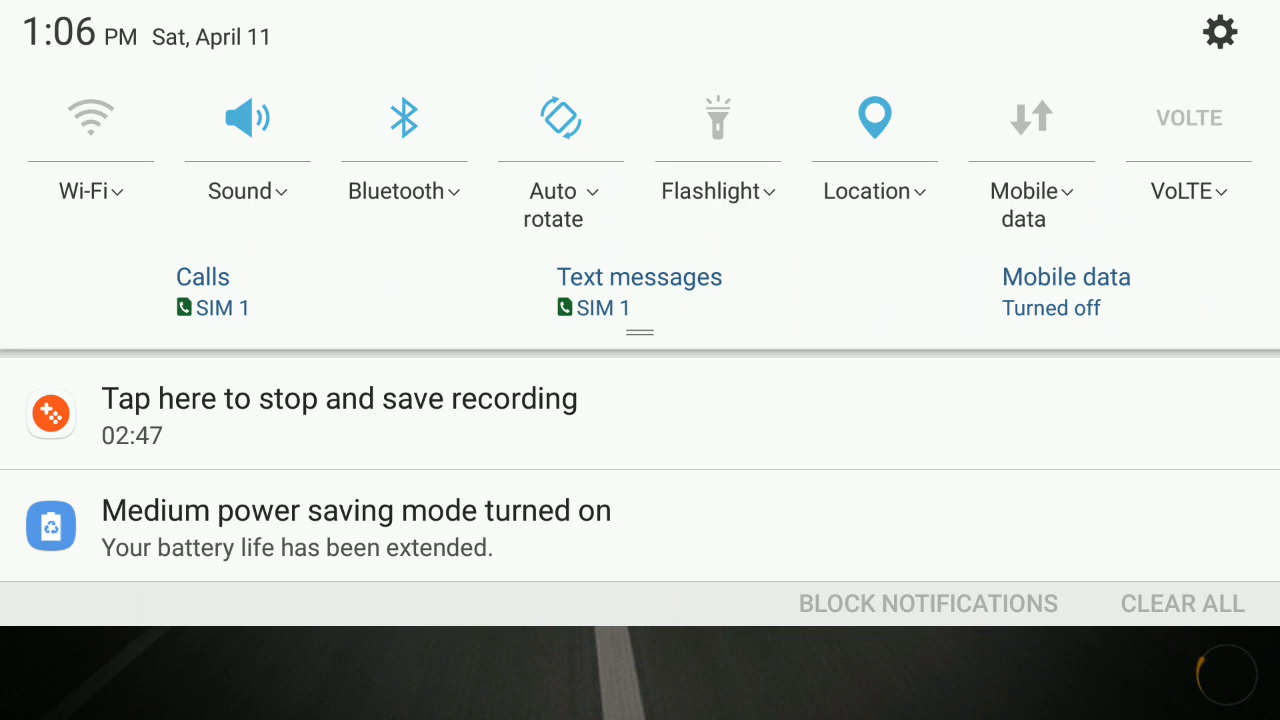 1:06 PM Sat, April 11
VOLTE
Wi-Fi Sound Bluetooth Auto rotate Flashlight Location Mobile data VoLTE
Calls Text messages Mobile data
SIM 1 SIM 1 Turned off
Tap here to stop and save recording
02:47
Medium power saving mode turned on
Your battery life has been extended.
BLOCK NOTIFICATIONS CLEAR ALL